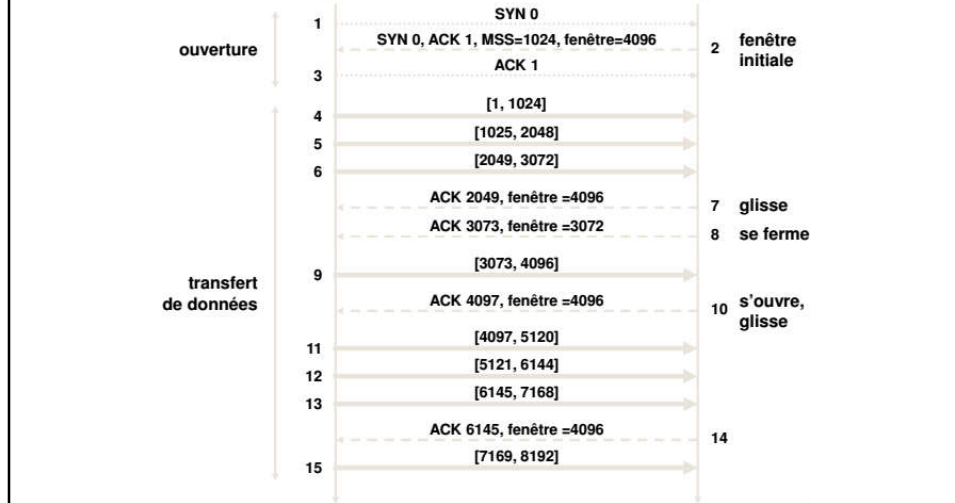 SYN 0
1
SYN 0, ACK 1, MSS=1024, fenêtre=4096
ouverture
2 fenêtre
initiale
ACK 1
3
[1, 1024]
4
[1025, 2048]
5
[2049, 3072]
6
ACK 2049, fenêtre =4096
7 glisse
ACK 3073, fenêtre =3072
8 se ferme
[3073, 4096]
9
transfert
de données
ACK 4097, fenêtre =4096
10 s'ouvre,
glisse
[4097, 5120]
11
[5121, 6144]
12
[6145, 7168]
13
ACK 6145, fenêtre =4096
14
[7169, 8192]
15